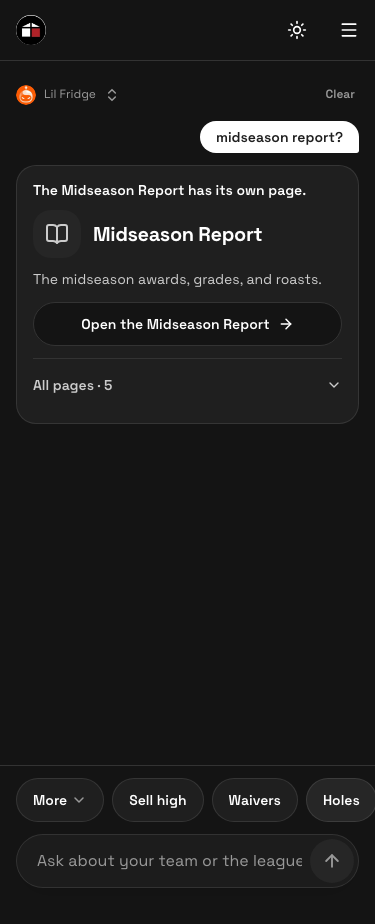 Lil Fridge
Clear
midseason report?
The Midseason Report has its own page.
Midseason Report
The midseason awards, grades, and roasts.
Open the Midseason Report
All pages · 5
More
Sell high
Waivers
Holes
Ask about your team or the league